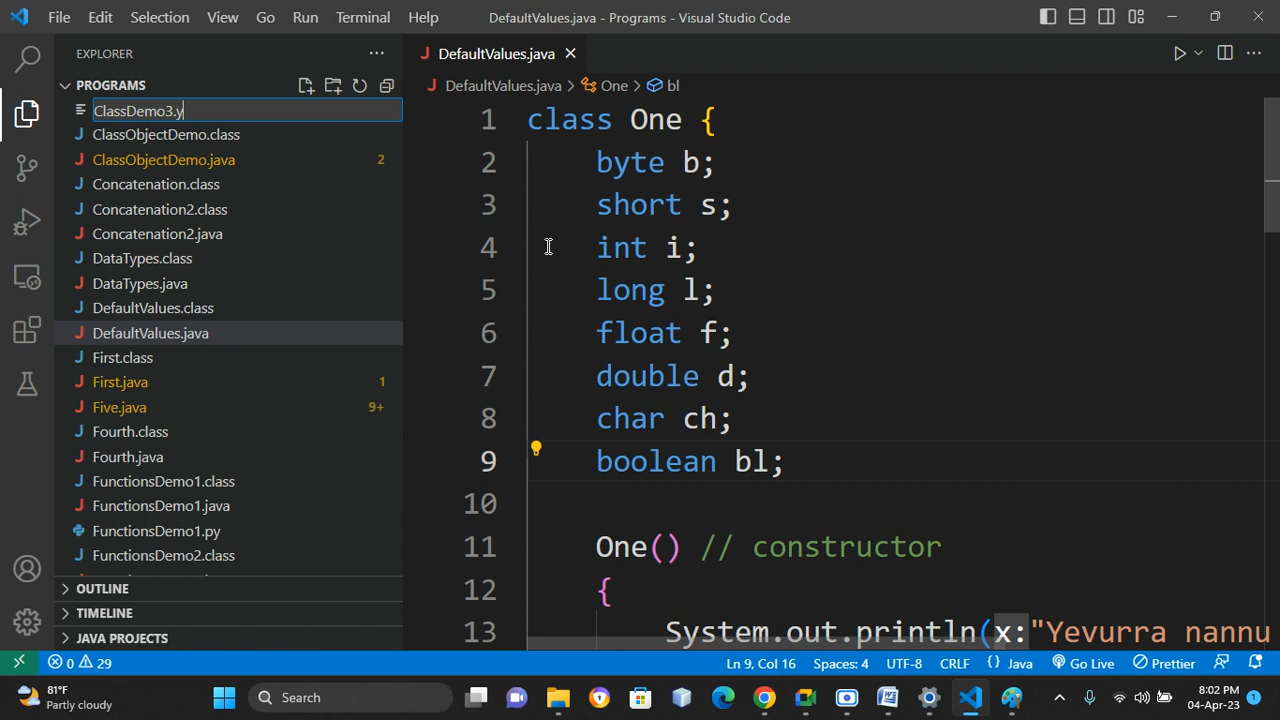 File Edit Selection View Go Run Terminal Help DefaultValues.java - Programs - Visual Studio Code
EXPLORER
PROGRAMS
ClassDemo3.y
ClassObjectDemo.class
ClassObjectDemo.java 2
Concatenation.class
Concatenation2.class
Concatenation2.java
DataTypes.class
DataTypes.java
DefaultValues.class
DefaultValues.java
First.class
First.java 1
Five.java 9+
Fourth.class
Fourth.java
FunctionsDemo1.class
FunctionsDemo1.java
FunctionsDemo1.py
FunctionsDemo2.class
OUTLINE
TIMELINE
JAVA PROJECTS
DefaultValues.java
DefaultValues.java > One > bl
1 class One {
2 byte b;
3 short s;
4 int i;
5 long l;
6 float f;
7 double d;
8 char ch;
9 boolean bl;
10
11 One() // constructor
12 {
13 System.out.println(x:"Yevurra nannu
0 29 Ln 9, Col 16 Spaces: 4 UTF-8 CRLF {} Java Go Live Prettier
81°F
Partly cloudy
Search
8:02 PM
04-Apr-23
1